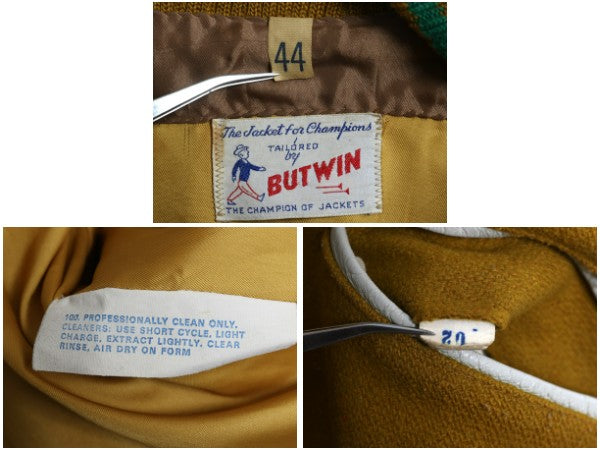 44
The Jacket for Champions
TAILORED
by
BUTWIN
THE CHAMPION OF JACKETS
100. PROFESSIONALLY CLEAN ONLY,
CLEANERS: USE SHORT CYCLE, LIGHT
CHARGE, EXTRACT LIGHTLY, CLEAR
RINSE, AIR DRY ON FORM